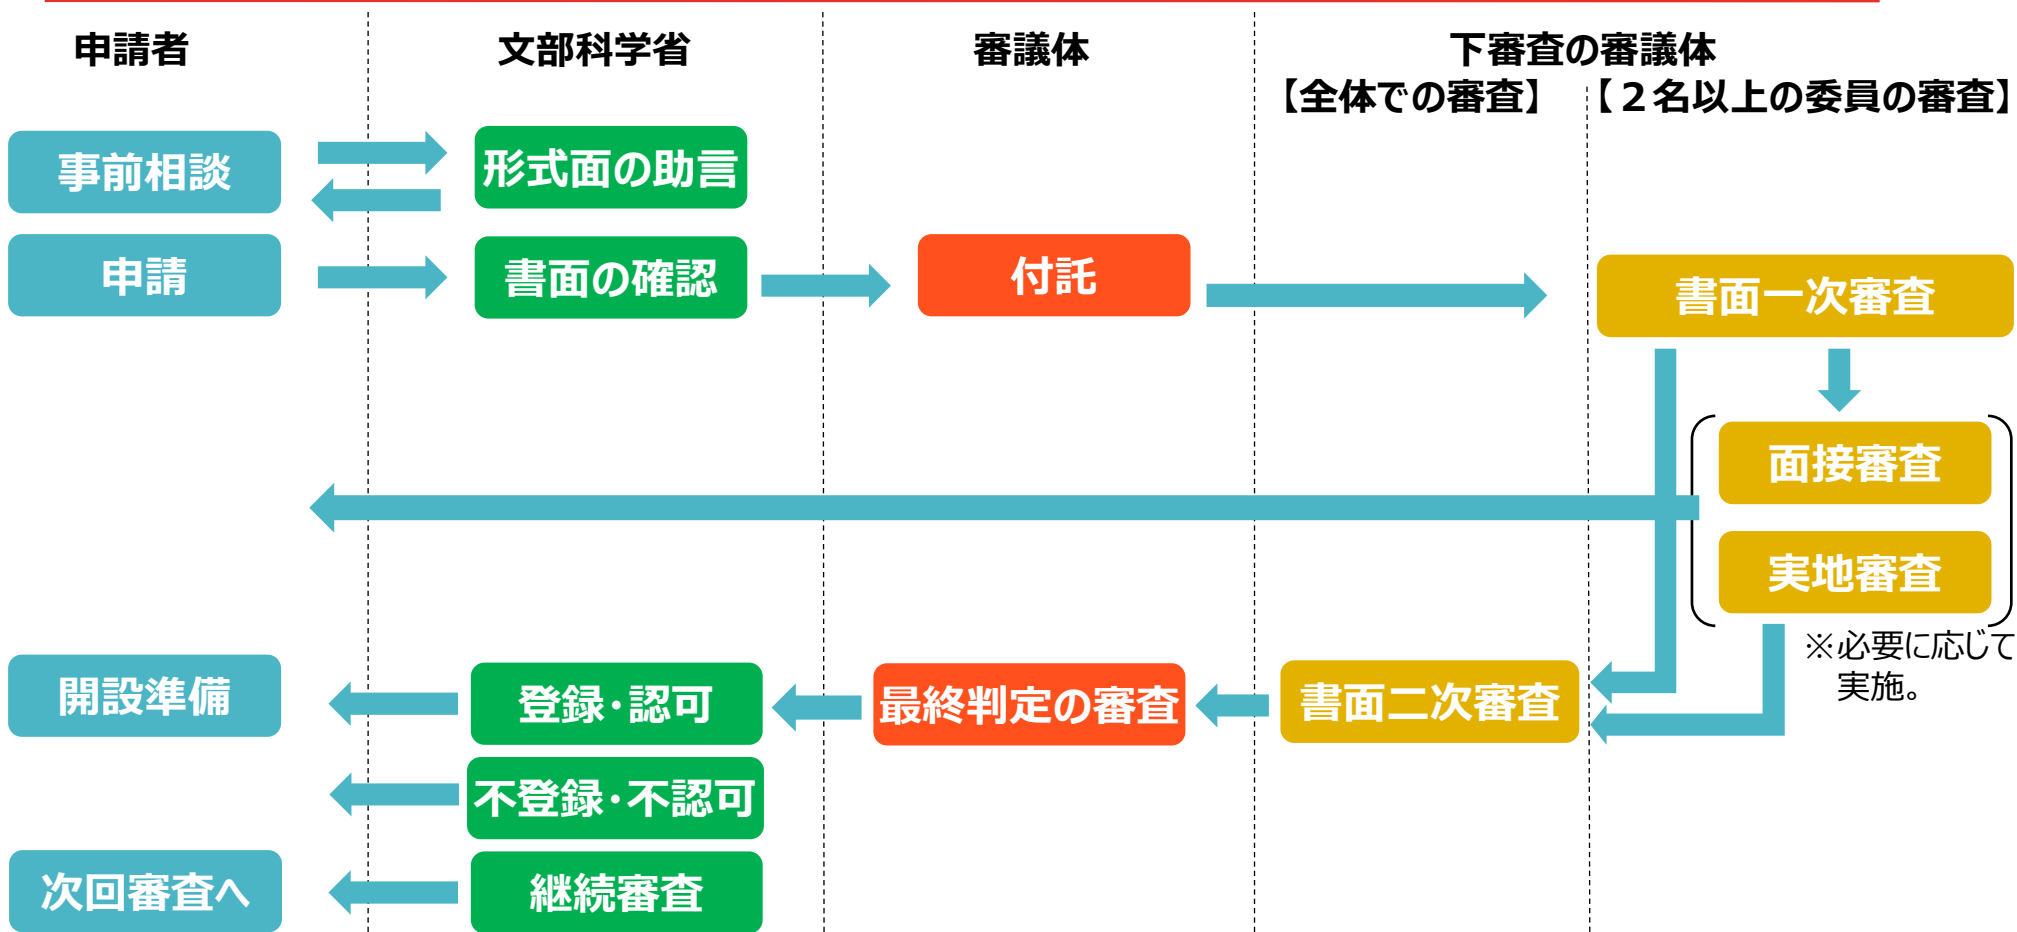 申請者
文部科学省
審議体
下審査の審議体
【全体での審査】
【２名以上の委員の審査】
事前相談
形式面の助言
申請
書面の確認
付託
書面一次審査
面接審査
実地審査
※必要に応じて
実施。
開設準備
登録・認可
最終判定の審査
書面二次審査
不登録・不認可
次回審査へ
継続審査